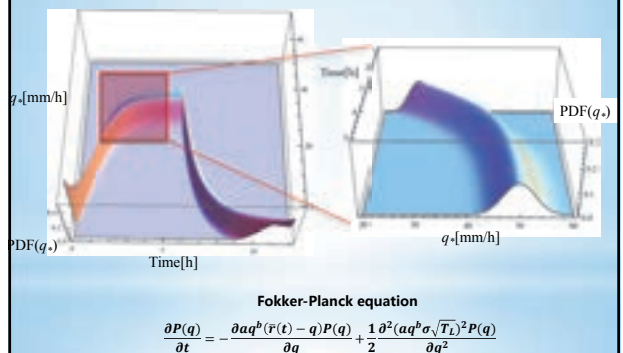 q*[mm/h]
PDF(q*)
Time[h]
Time[h]
PDF(q*)
q*[mm/h]
Fokker-Planck equation
∂P(q)/∂t = −∂aq^b(r̄(t) − q)P(q)/∂q + 1/2 ∂²(aq^bσ√T_L)²P(q)/∂q²